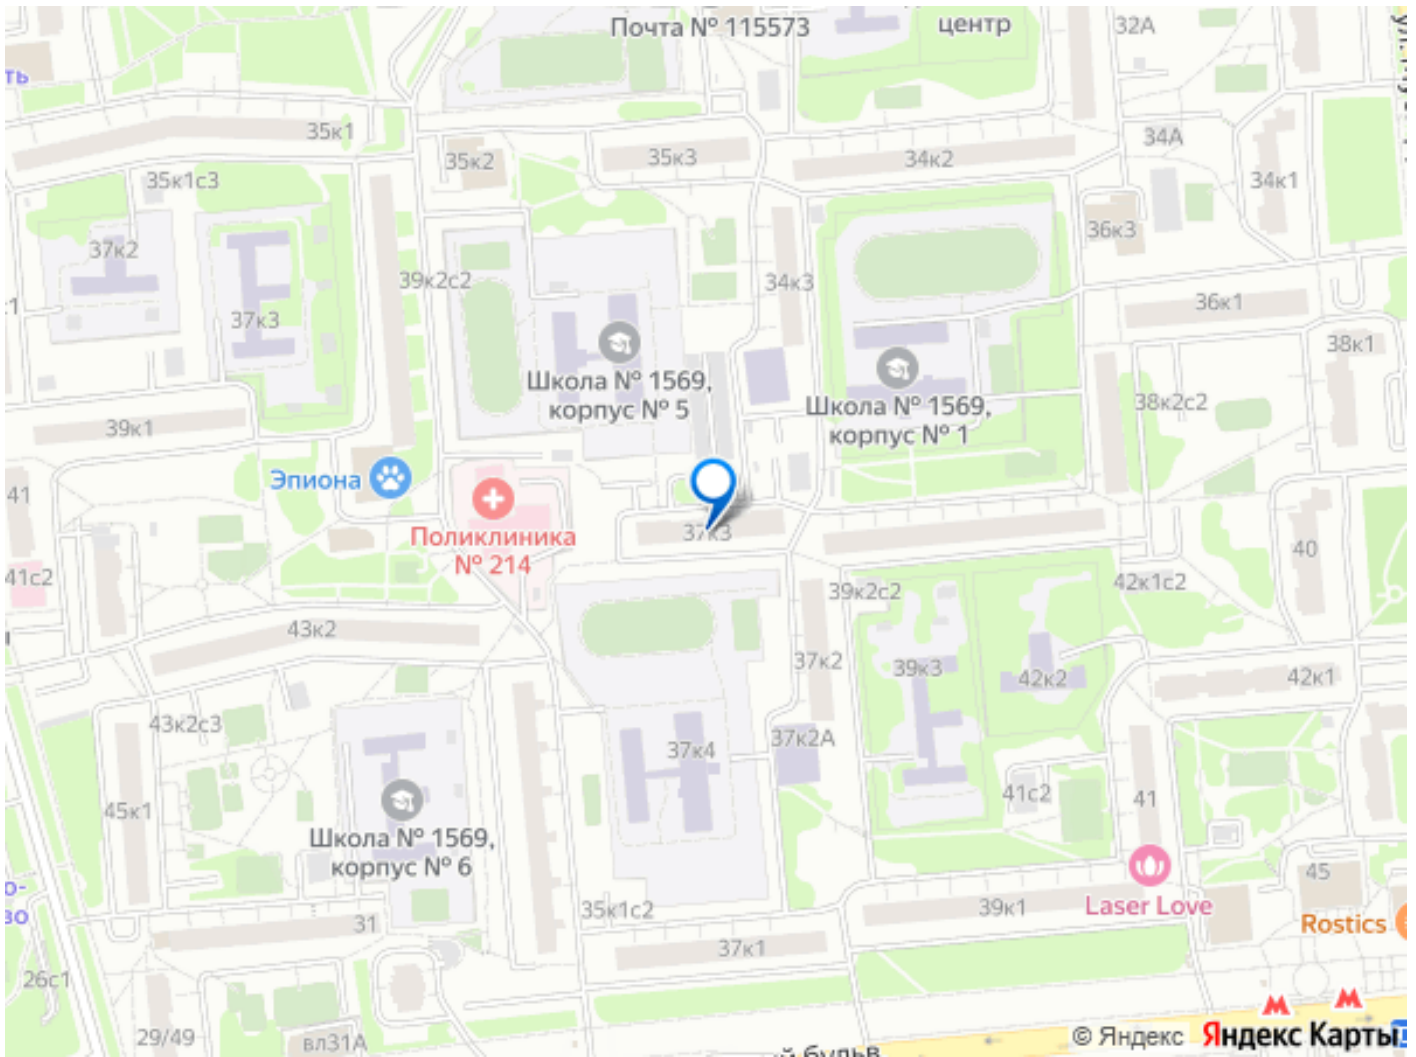 Почта № 115573
центр
32А
ть
35к1
35к2
35к3
34к2
34А
34к1
35к1с3
36к3
37к2
39к2с2
34к3
36к1
37к3
38к1
Школа № 1569,
корпус № 5
Школа № 1569,
корпус № 1
38к2с2
39к1
41
Эпиона
Поликлиника
№ 214
37к3
40
41с2
39к2с2
42к1с2
43к2
37к2
39к3
42к2
42к1
43к2с3
37к4
37к2А
41с2
41
45к1
Школа № 1569,
корпус № 6
45
о-
во
35к1с2
39к1
Laser Love
31
37к1
Rostics
26с1
29/49
вл31А
й бульв
© Яндекс
Яндекс Карты